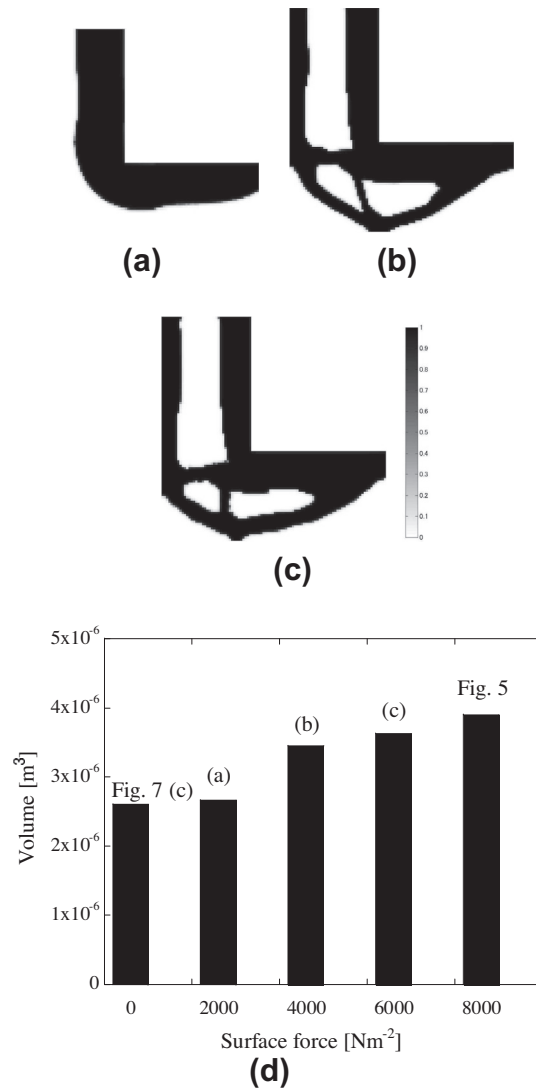 (a)
(b)
1
0.9
0.8
0.7
0.6
0.5
0.4
0.3
0.2
0.1
0
(c)
5x10⁻⁶
4x10⁻⁶
3x10⁻⁶
2x10⁻⁶
1x10⁻⁶
0
Volume [m³]
Fig. 7 (c)
(a)
(b)
(c)
Fig. 5
0 2000 4000 6000 8000
Surface force [Nm⁻²]
(d)